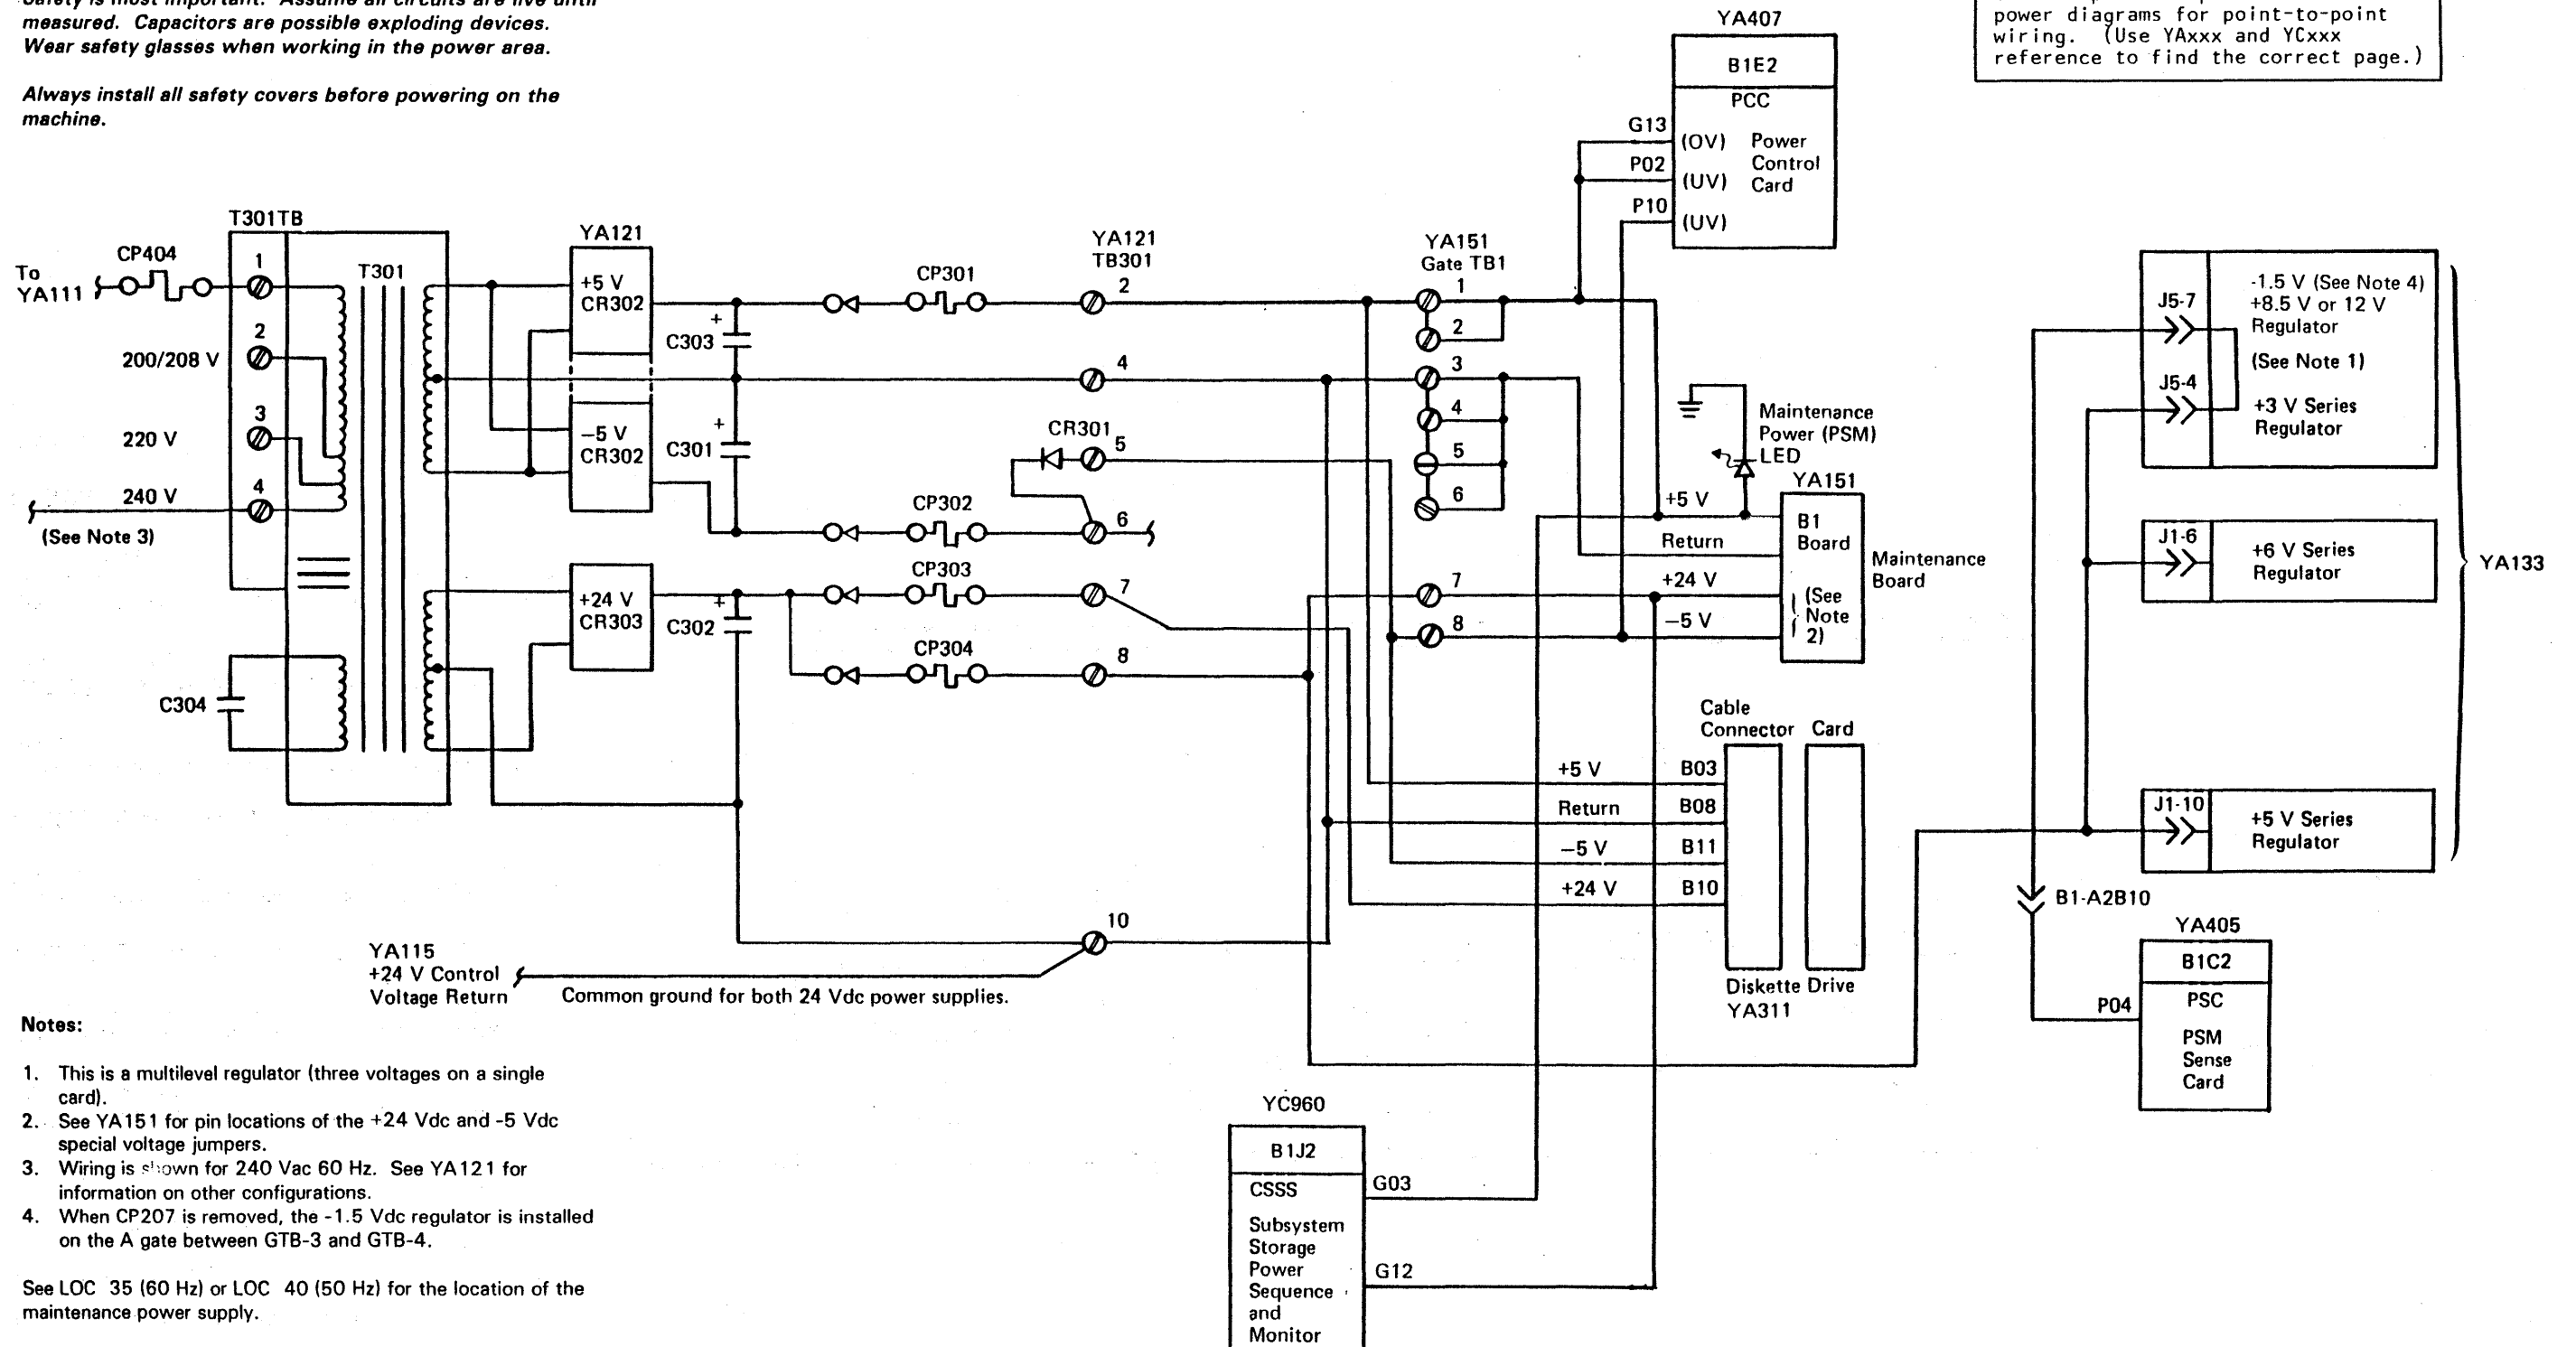 measured. Capacitors are possible exploding devices.
Wear safety glasses when working in the power area.
Always install all safety covers before powering on the
machine.
power diagrams for point-to-point
wiring. (Use YAxxx and YCxxx
reference to find the correct page.)
YA407
B1E2
PCC
G13
(OV)
Power
P02
Control
(UV)
Card
P10
(UV)
T301TB
CP404
To
YA111
1
T301
2
200/208 V
3
220 V
4
240 V
(See Note 3)
YA121
+5 V
CR302
+
C303
−5 V
CR302
+
C301
CP301
YA121
TB301
2
4
CR301
5
CP302
6
CP303
7
CP304
8
+24 V
CR303
+
C302
C304
YA151
Gate TB1
1
2
3
4
5
6
7
8
Maintenance
Power (PSM)
LED
YA151
+5 V
B1
Board
Return
+24 V
−5 V
(See
Note
2)
Maintenance
Board
J5-7
-1.5 V (See Note 4)
+8.5 V or 12 V
Regulator
(See Note 1)
J5-4
+3 V Series
Regulator
J1-6
+6 V Series
Regulator
YA133
J1-10
+5 V Series
Regulator
Cable
Connector
Card
+5 V
B03
Return
B08
−5 V
B11
+24 V
B10
Diskette Drive
YA311
B1-A2B10
YA405
B1C2
PSC
P04
PSM
Sense
Card
10
YA115
+24 V Control
Voltage Return
Common ground for both 24 Vdc power supplies.
YC960
B1J2
CSSS
G03
Subsystem
Storage
Power
Sequence
and
Monitor
G12
Notes:
1. This is a multilevel regulator (three voltages on a single
card).
2. See YA151 for pin locations of the +24 Vdc and -5 Vdc
special voltage jumpers.
3. Wiring is shown for 240 Vac 60 Hz. See YA121 for
information on other configurations.
4. When CP207 is removed, the -1.5 Vdc regulator is installed
on the A gate between GTB-3 and GTB-4.
See LOC 35 (60 Hz) or LOC 40 (50 Hz) for the location of the
maintenance power supply.